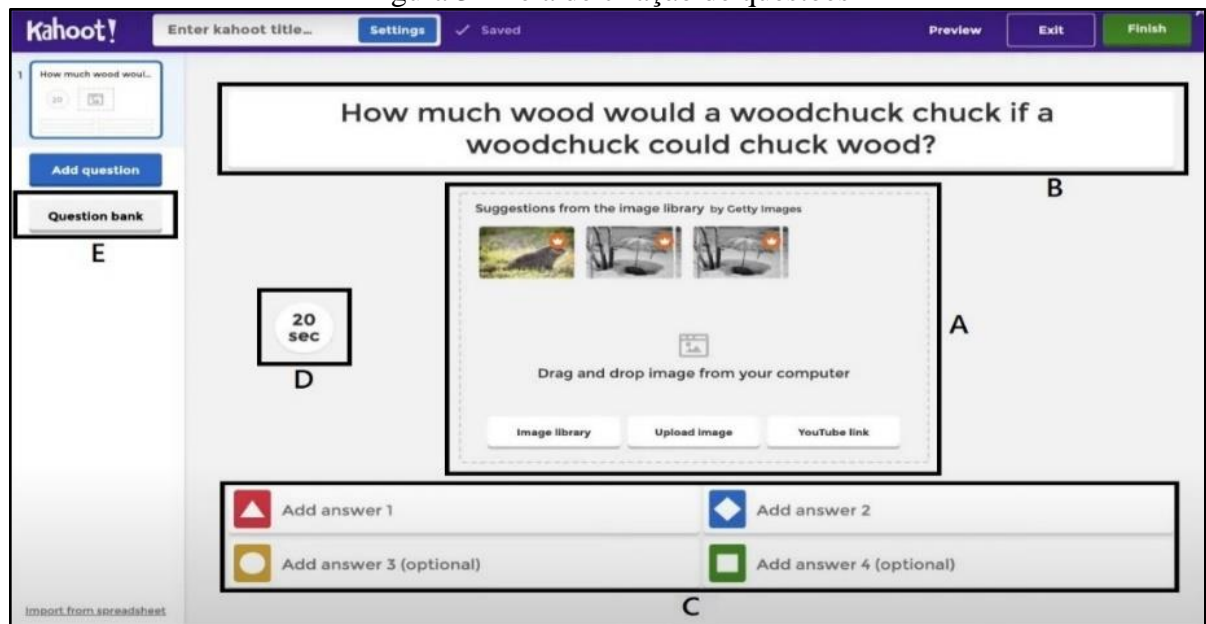 Kahoot!
Enter kahoot title...
Settings
✓ Saved
Preview
Exit
Finish
1
How much wood woul...
20
Add question
Question bank
E
How much wood would a woodchuck chuck if a
woodchuck could chuck wood?
B
Suggestions from the image library by Getty Images
20
sec
D
A
Drag and drop image from your computer
Image library
Upload image
YouTube link
Add answer 1
Add answer 2
Add answer 3 (optional)
Add answer 4 (optional)
C
Import from spreadsheet